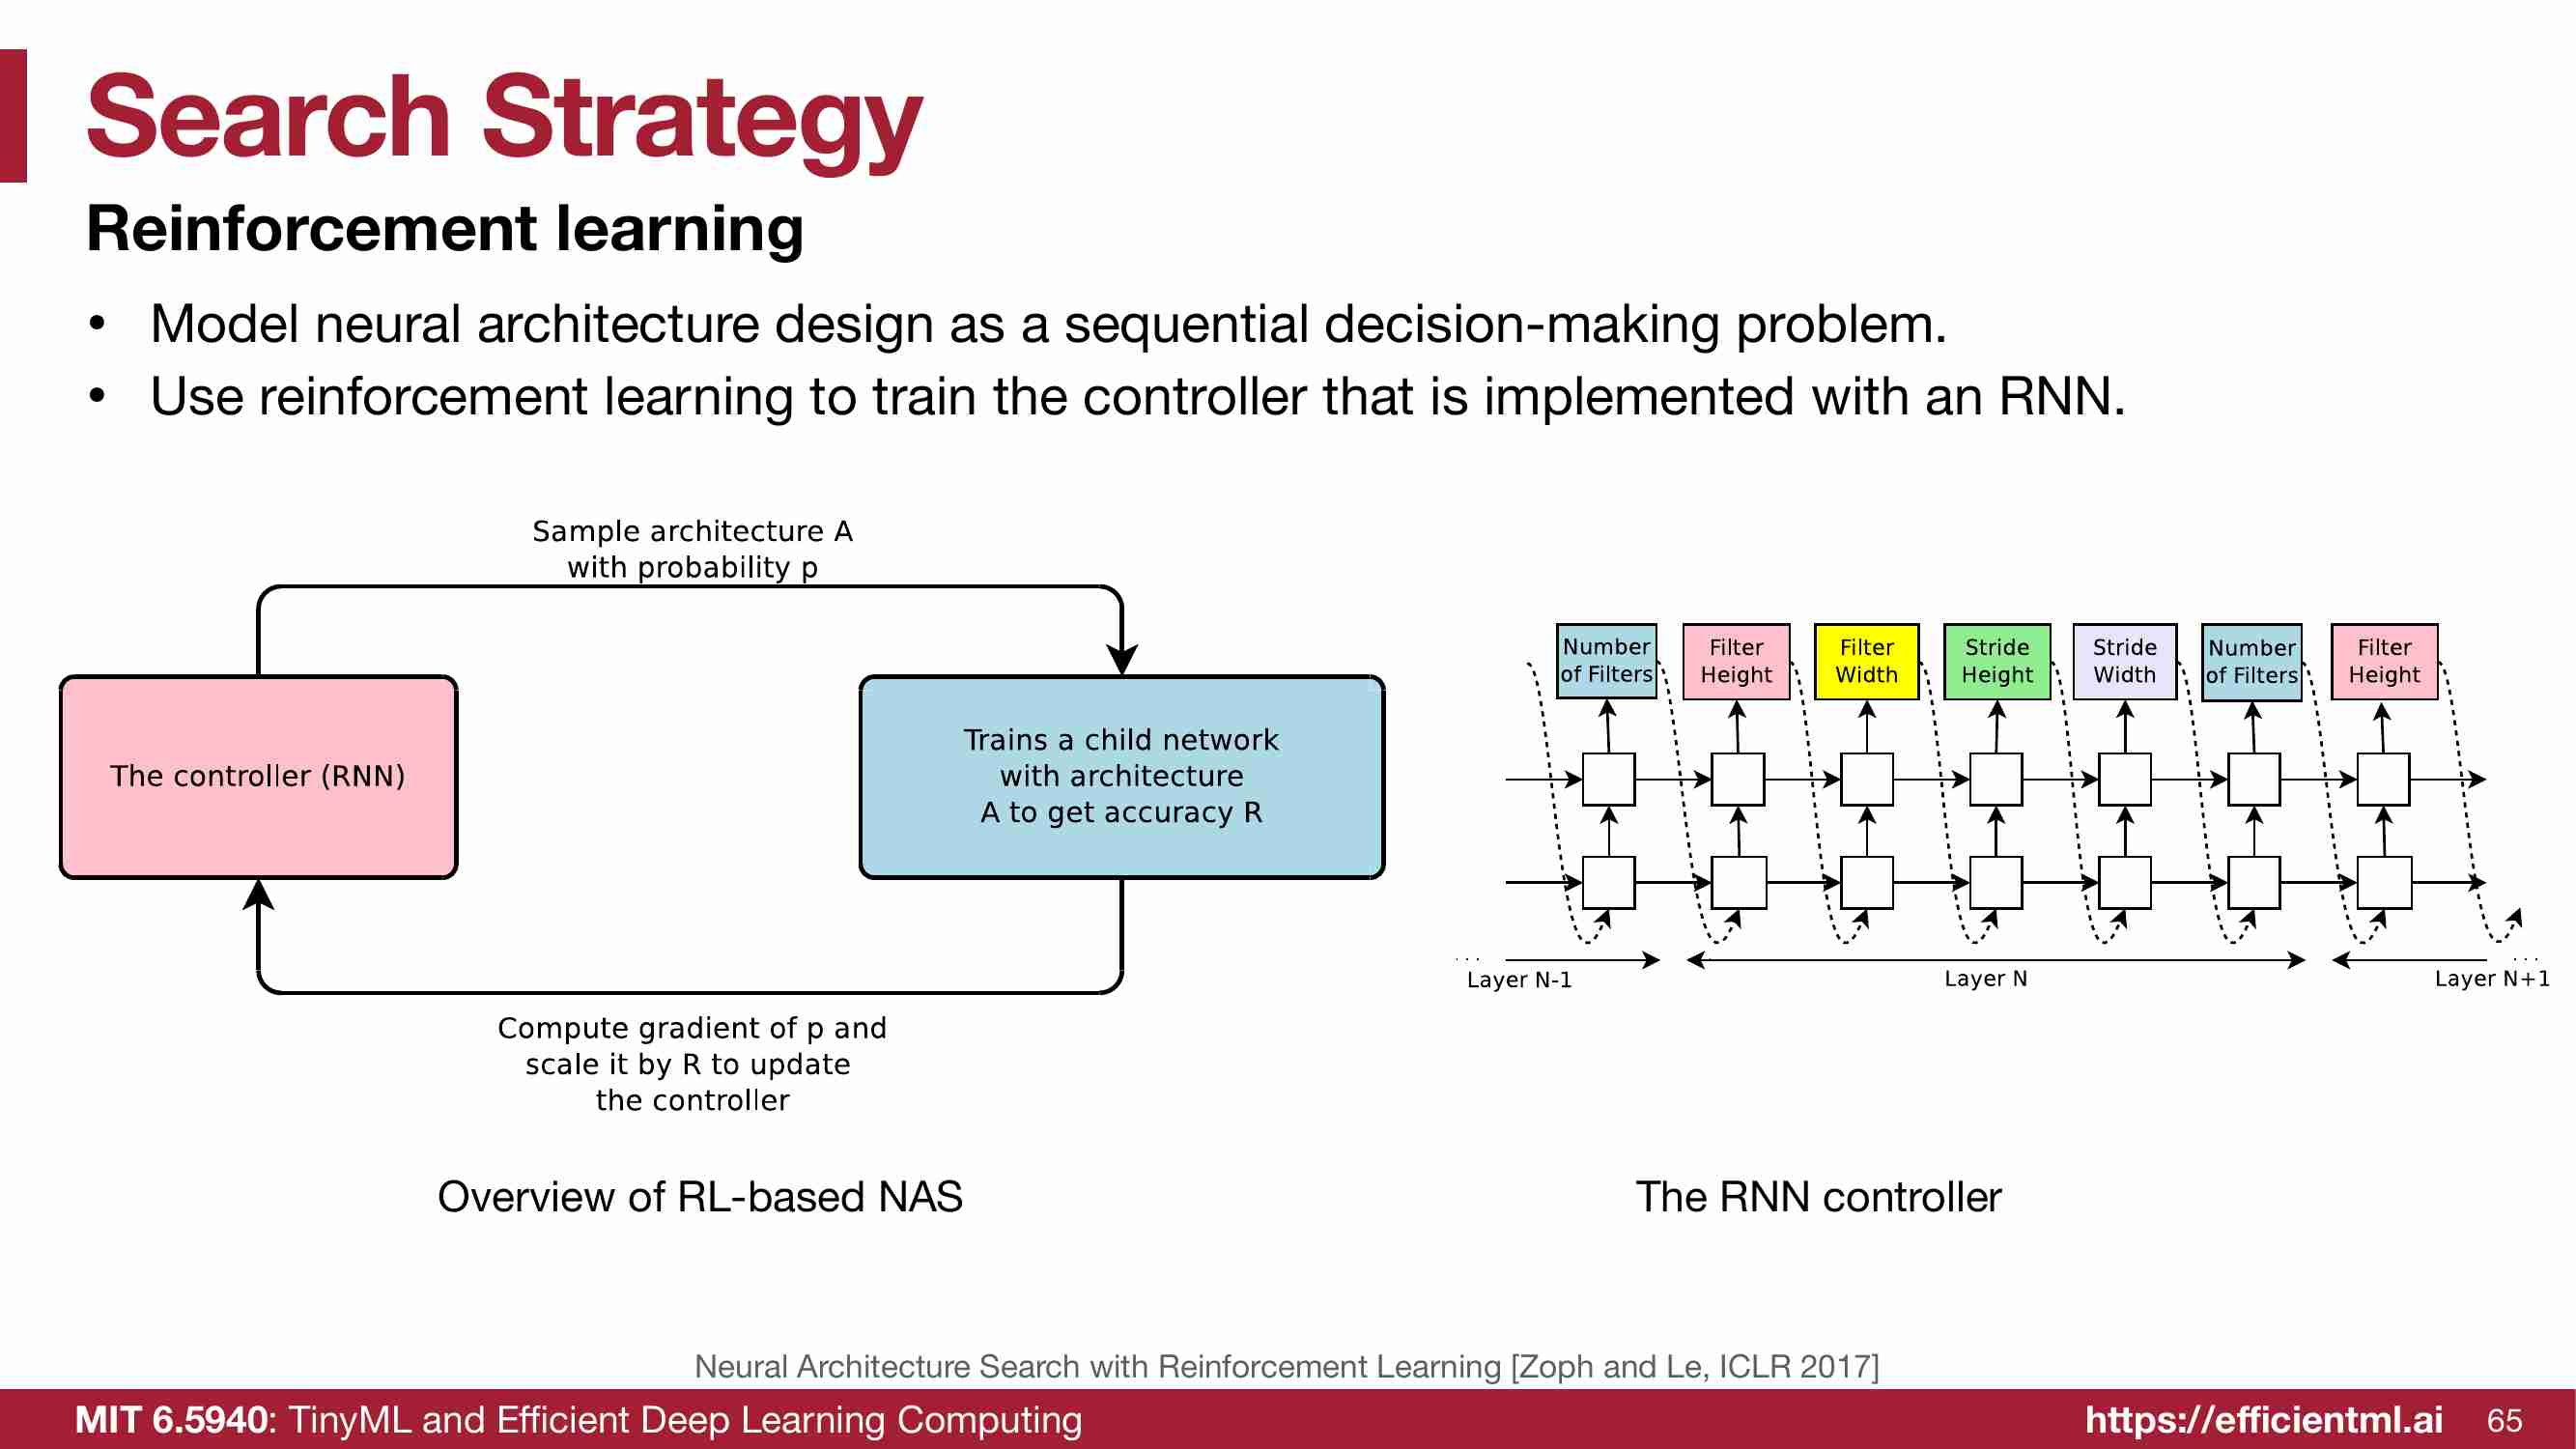 Search Strategy
Reinforcement learning
• Model neural architecture design as a sequential decision-making problem.
• Use reinforcement learning to train the controller that is implemented with an RNN.
Sample architecture A
with probability p
The controller (RNN)
Trains a child network
with architecture
A to get accuracy R
Compute gradient of p and
scale it by R to update
the controller
Overview of RL-based NAS
Number
of Filters
Filter
Height
Filter
Width
Stride
Height
Stride
Width
Number
of Filters
Filter
Height
...
Layer N-1
Layer N
...
Layer N+1
The RNN controller
Neural Architecture Search with Reinforcement Learning [Zoph and Le, ICLR 2017]
MIT 6.5940: TinyML and Efficient Deep Learning Computing
https://efficientml.ai
65